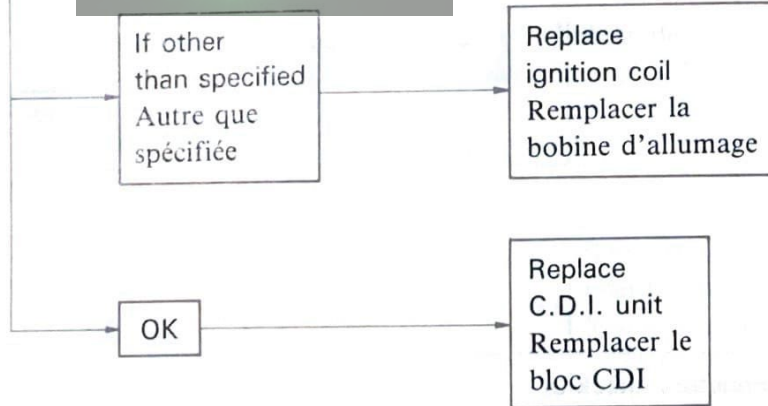 If other
than specified
Autre que
spécifiée
Replace
ignition coil
Remplacer la
bobine d'allumage
OK
Replace
C.D.I. unit
Remplacer le
bloc CDI